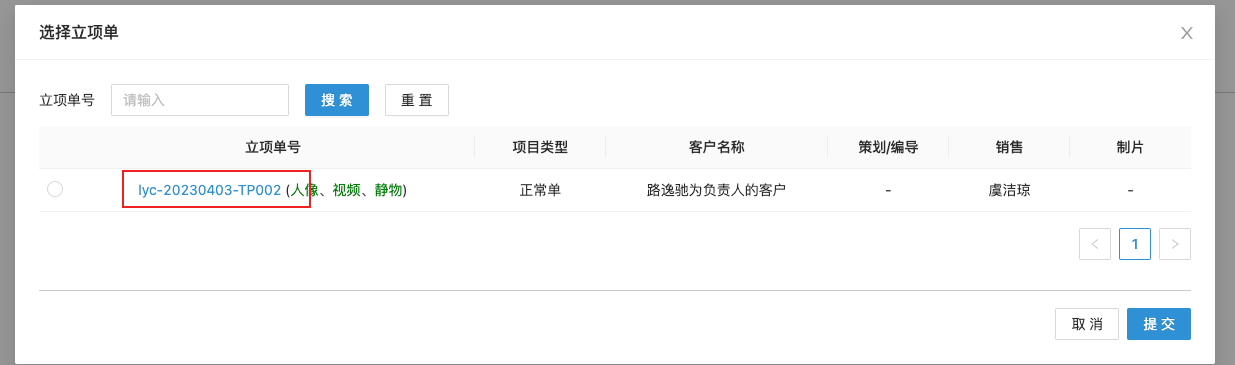 选择立项单
立项单号 请输入 搜 索 重 置
立项单号 项目类型 客户名称 策划/编导 销售 制片
lyc-20230403-TP002 (人像、视频、静物) 正常单 路逸驰为负责人的客户 - 虞洁琼 -
< 1 >
取 消 提 交